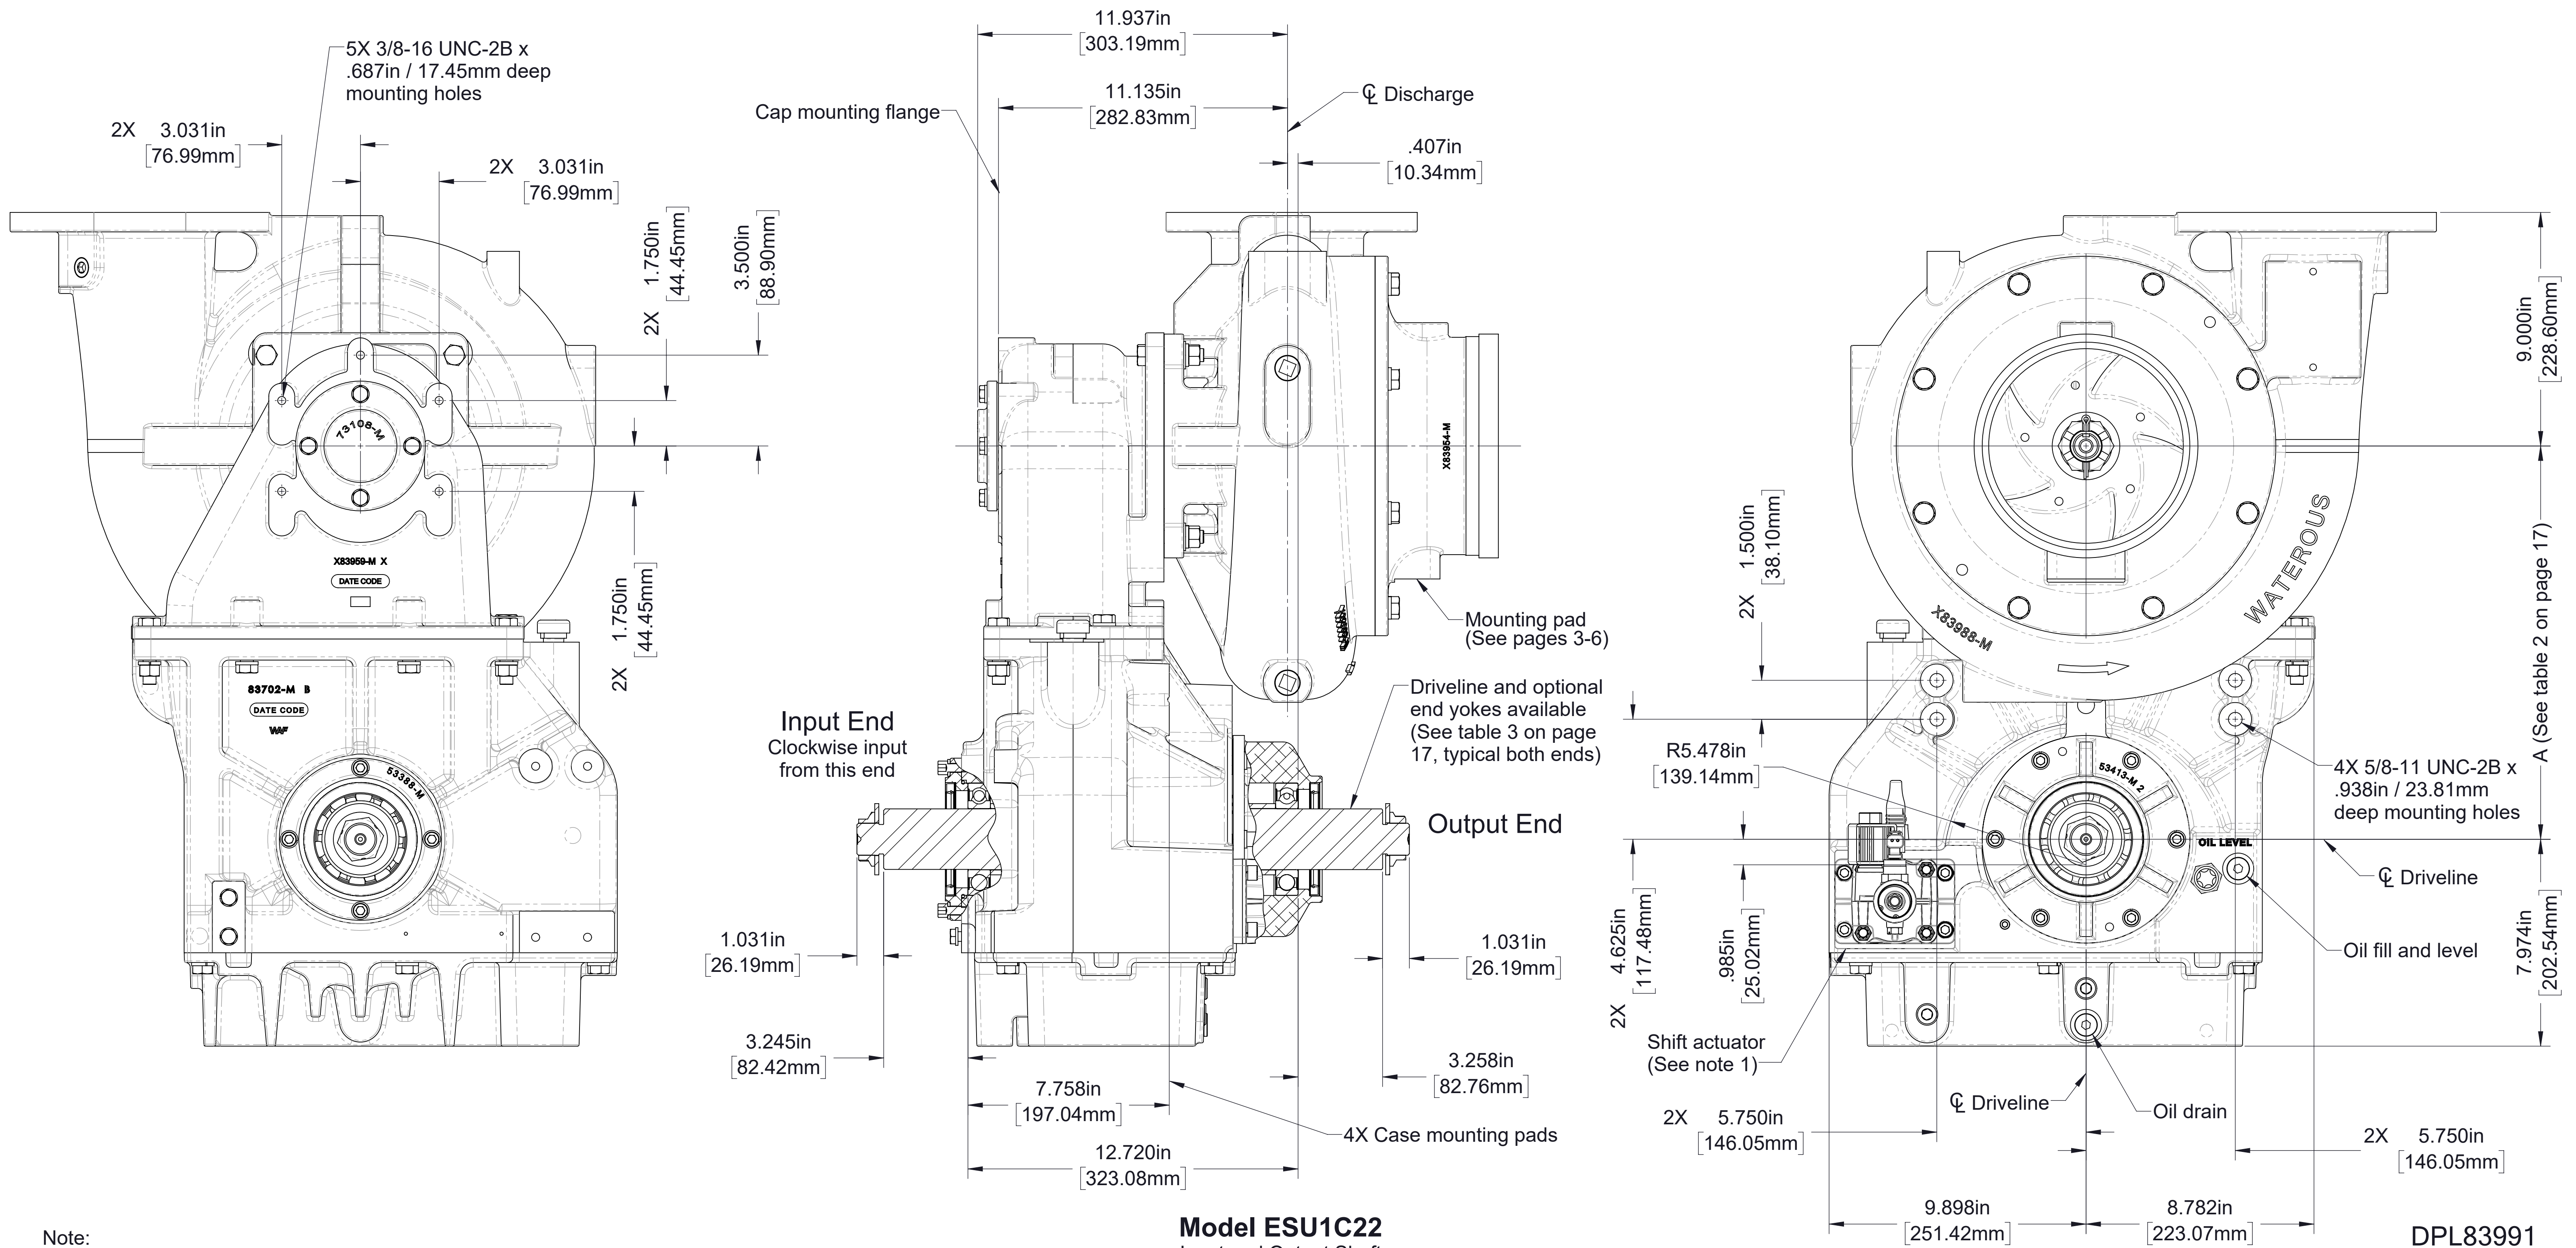 5X 3/8-16 UNC-2B x
.687in / 17.45mm deep
mounting holes
2X 3.031in
[76.99mm]
2X 3.031in
[76.99mm]
2X 1.750in
[44.45mm]
3.500in
[88.90mm]
73108-M
X83959-M X
DATE CODE
2X 1.750in
[44.45mm]
83702-M B
DATE CODE
WAF
53388-M
11.937in
[303.19mm]
11.135in
[282.83mm]
℄ Discharge
Cap mounting flange
.407in
[10.34mm]
X83954-M
Mounting pad
(See pages 3-6)
Driveline and optional
end yokes available
(See table 3 on page
17, typical both ends)
Input End
Clockwise input
from this end
Output End
1.031in
[26.19mm]
1.031in
[26.19mm]
3.245in
[82.42mm]
3.258in
[82.76mm]
7.758in
[197.04mm]
4X Case mounting pads
12.720in
[323.08mm]
9.000in
[228.60mm]
A (See table 2 on page 17)
WATEROUS
X83988-M
2X 1.500in
[38.10mm]
R5.478in
[139.14mm]
53413-M 2
4X 5/8-11 UNC-2B x
.938in / 23.81mm
deep mounting holes
OIL LEVEL
℄ Driveline
Oil fill and level
2X 4.625in
[117.48mm]
.985in
[25.02mm]
7.974in
[202.54mm]
Shift actuator
(See note 1)
℄ Driveline
Oil drain
2X 5.750in
[146.05mm]
2X 5.750in
[146.05mm]
9.898in
[251.42mm]
8.782in
[223.07mm]
Note:
Model ESU1C22
DPL83991